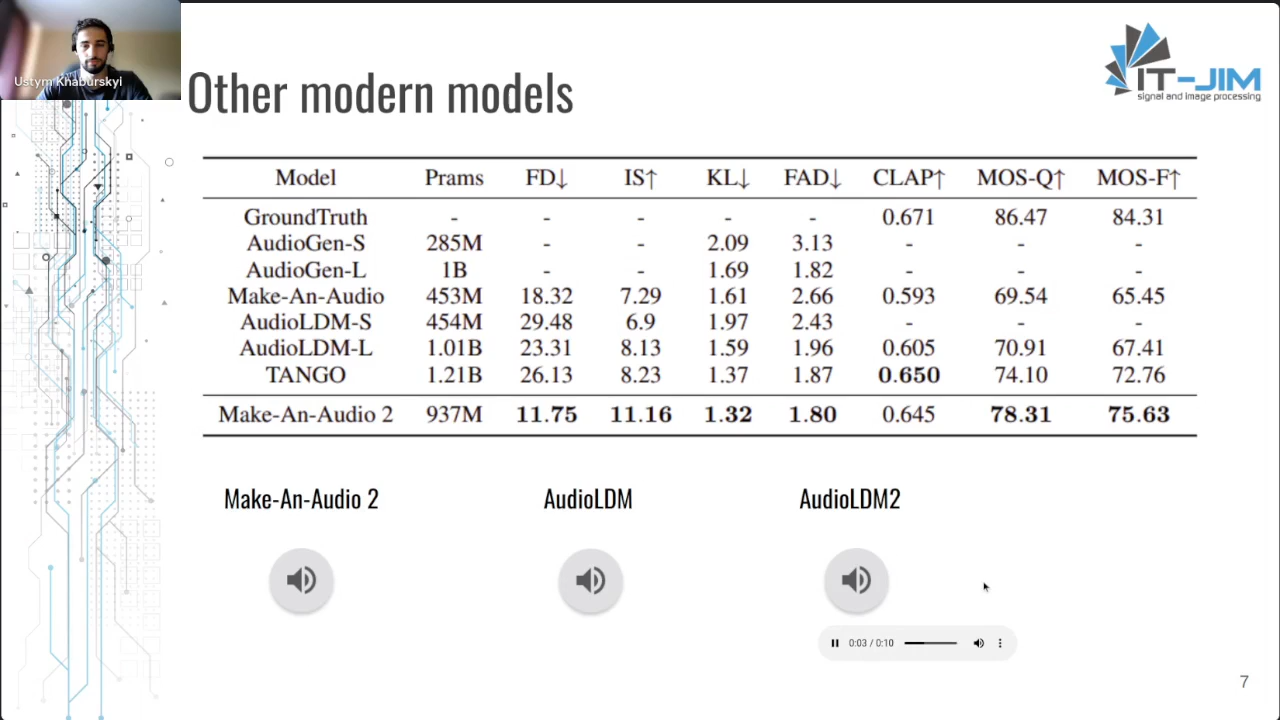 Ustym Khaburskyi
IT-JIM
signal and image processing
Other modern models
Model Prams FD↓ IS↑ KL↓ FAD↓ CLAP↑ MOS-Q↑ MOS-F↑
GroundTruth - - - - - 0.671 86.47 84.31
AudioGen-S 285M - - 2.09 3.13 - - -
AudioGen-L 1B - - 1.69 1.82 - - -
Make-An-Audio 453M 18.32 7.29 1.61 2.66 0.593 69.54 65.45
AudioLDM-S 454M 29.48 6.9 1.97 2.43 - - -
AudioLDM-L 1.01B 23.31 8.13 1.59 1.96 0.605 70.91 67.41
TANGO 1.21B 26.13 8.23 1.37 1.87 0.650 74.10 72.76
Make-An-Audio 2 937M 11.75 11.16 1.32 1.80 0.645 78.31 75.63
Make-An-Audio 2 AudioLDM AudioLDM2
0:03 / 0:10
7